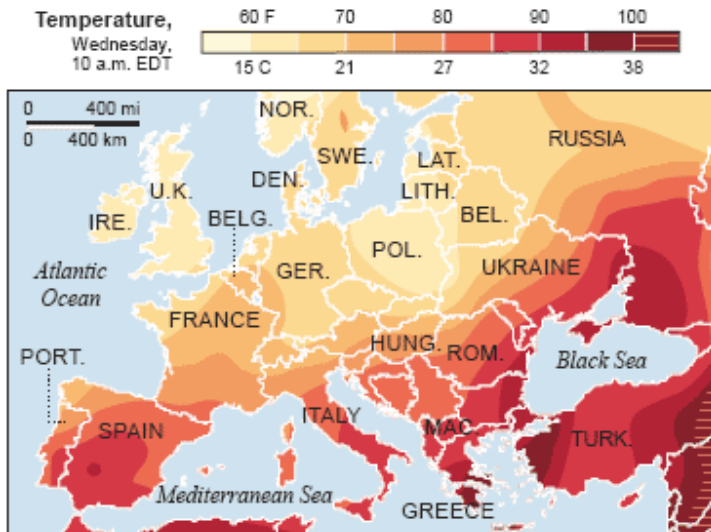 Temperature,
Wednesday,
10 a.m. EDT
60 F 70 80 90 100
15 C 21 27 32 38
0 400 mi
0 400 km
NOR.
SWE.
RUSSIA
DEN.
LAT.
U.K.
LITH.
IRE.
BELG.
BEL.
POL.
Atlantic
Ocean
GER.
UKRAINE
FRANCE
HUNG.
ROM.
PORT.
Black Sea
SPAIN
ITALY
MAC.
TURK.
Mediterranean Sea
GREECE